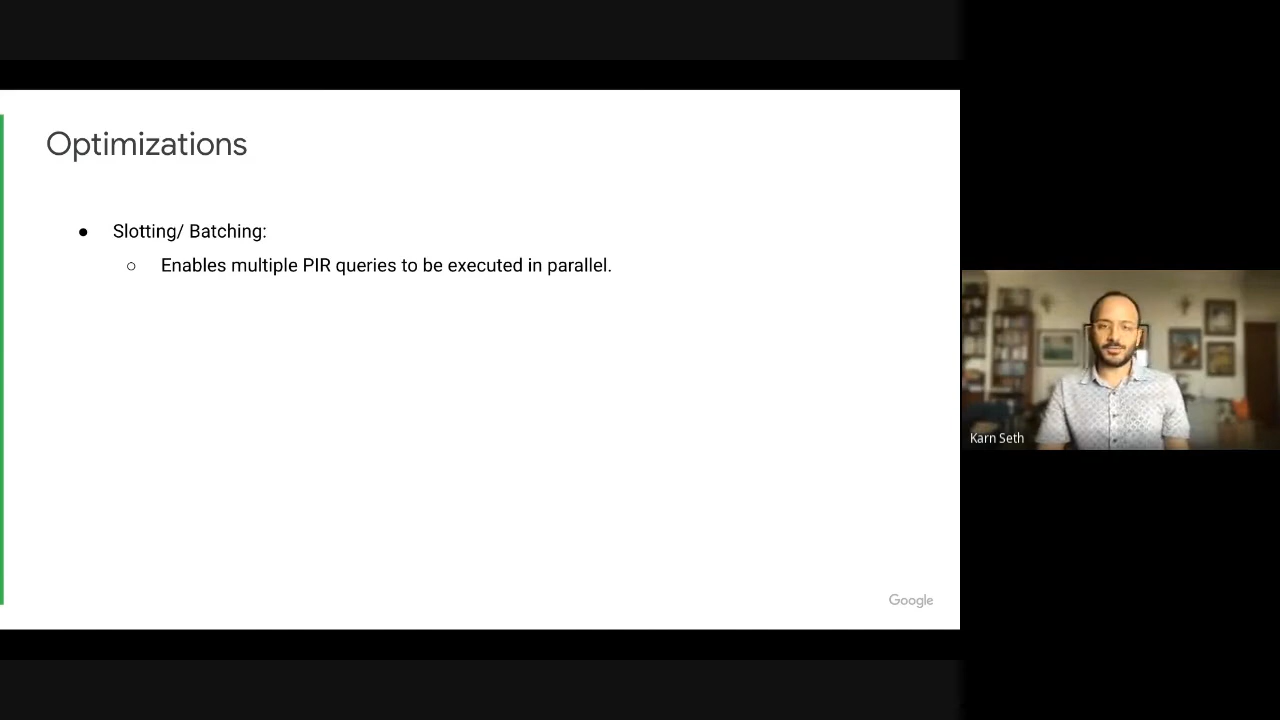 Optimizations
● Slotting/ Batching:
○ Enables multiple PIR queries to be executed in parallel.
Karn Seth
Google